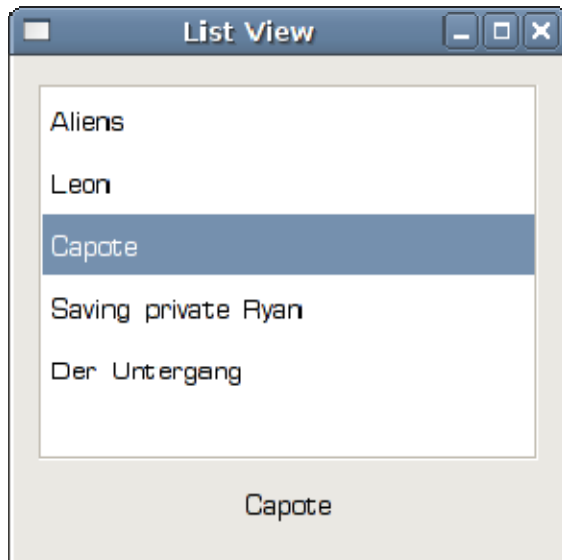 List View
Aliens
Leon
Capote
Saving private Ryan
Der Untergang
Capote